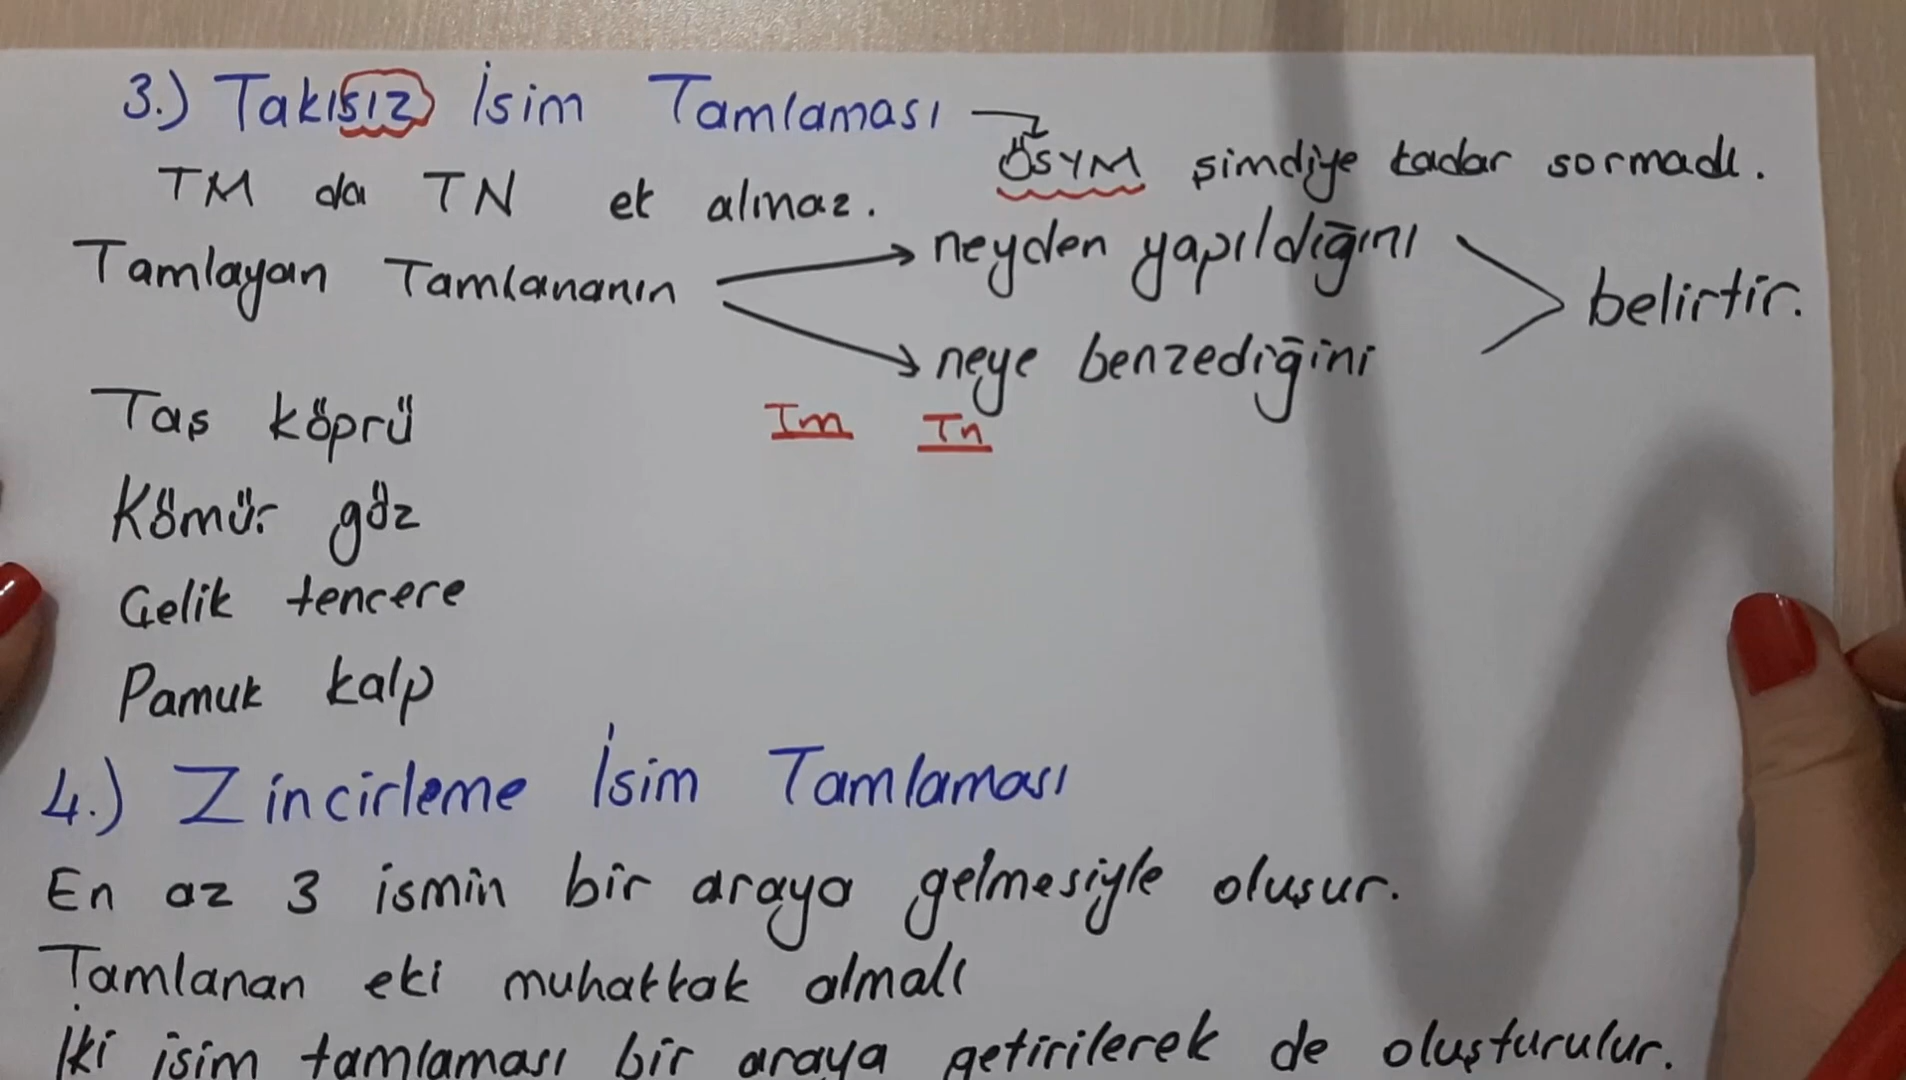 3.) Takısız İsim Tamlaması
ÖSYM şimdiye kadar sormadı.
TM da TN ek almaz.
Tamlayan Tamlananın
neyden yapıldığını
neye benzediğini
belirtir.
Tm Tn
Taş köprü
Kömür göz
Çelik tencere
Pamuk kalp
4.) Zincirleme İsim Tamlaması
En az 3 ismin bir araya gelmesiyle oluşur.
Tamlanan eki muhakkak almalı
İki isim tamlaması bir araya getirilerek de oluşturulur.